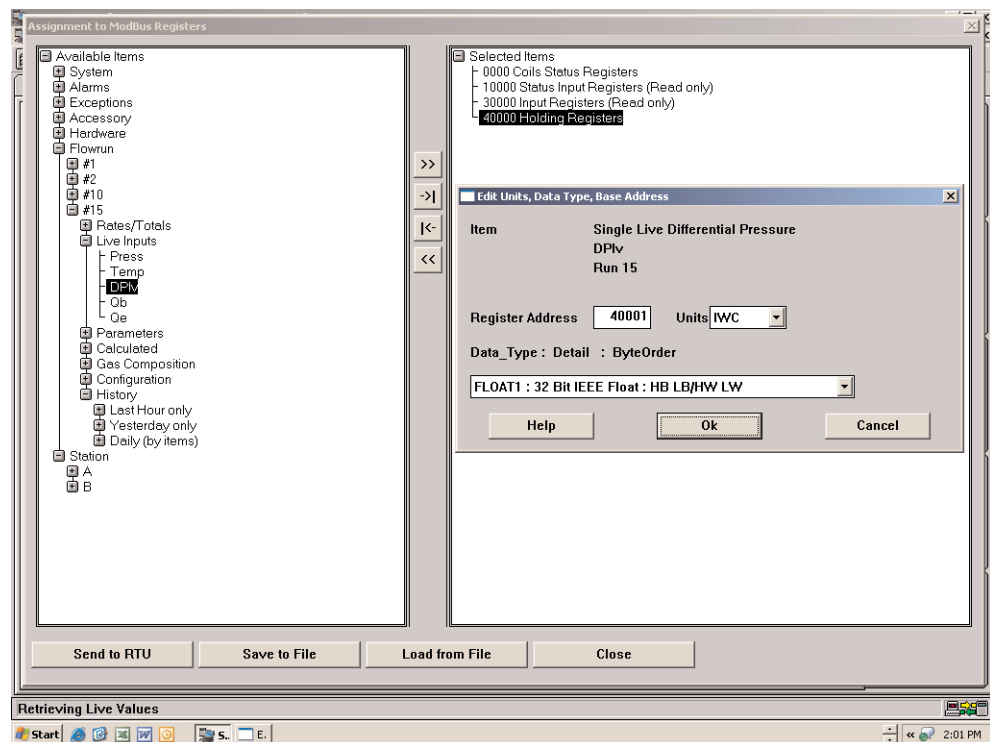 Assignment to ModBus Registers
Available Items
System
Alarms
Exceptions
Accessory
Hardware
Flowrun
#1
#2
#10
#15
Rates/Totals
Live Inputs
Press
Temp
DPlv
Qb
Qe
Parameters
Calculated
Gas Composition
Configuration
History
Last Hour only
Yesterday only
Daily (by items)
Station
A
B
>>
->|
|<-
<<
Selected Items
0000 Coils Status Registers
10000 Status Input Registers (Read only)
30000 Input Registers (Read only)
40000 Holding Registers
Edit Units, Data Type, Base Address
Item Single Live Differential Pressure
DPlv
Run 15
Register Address 40001 Units IWC
Data_Type : Detail : ByteOrder
FLOAT1 : 32 Bit IEEE Float : HB LB/HW LW
Help Ok Cancel
Send to RTU Save to File Load from File Close
Retrieving Live Values
Start S.. E. « 2:01 PM